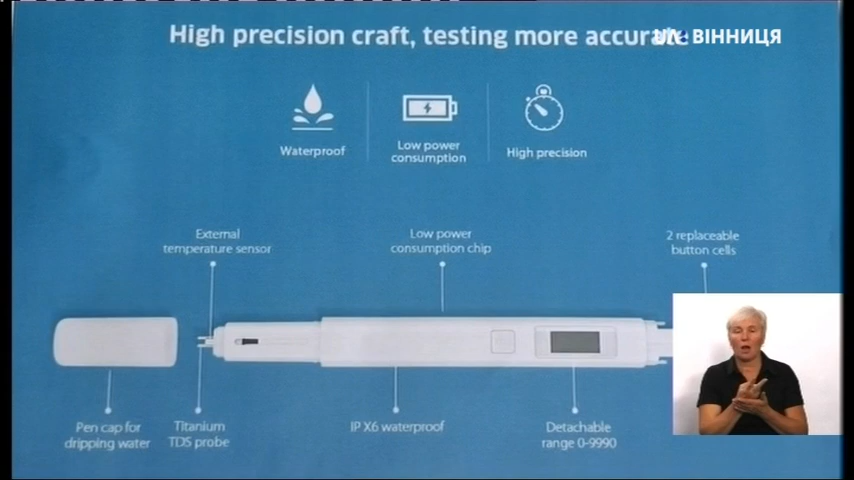 High precision craft, testing more accurate
ВІННИЦЯ
Waterproof
Low power
consumption
High precision
External
temperature sensor
Low power
consumption chip
2 replaceable
button cells
Pen cap for
dripping water
Titanium
TDS probe
IP X6 waterproof
Detachable
range 0-9990